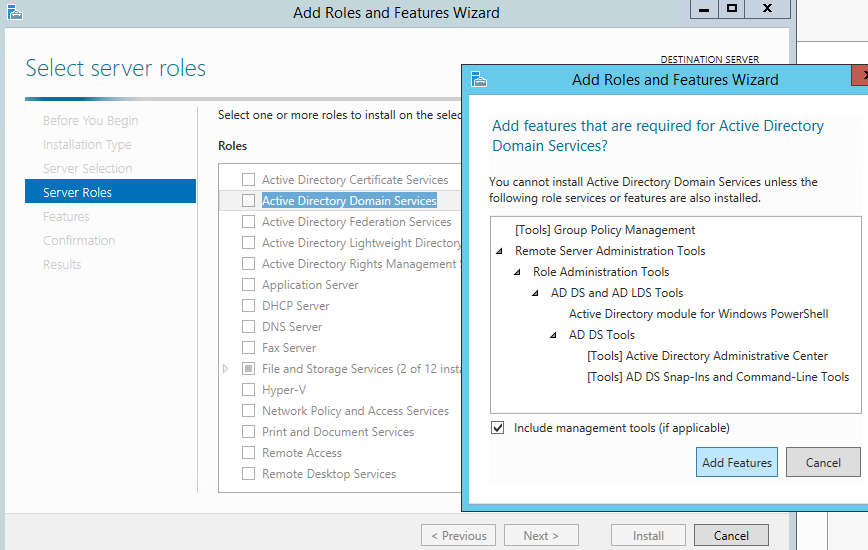 Add Roles and Features Wizard
Select server roles
DESTINATION SERVER
Before You Begin
Installation Type
Server Selection
Server Roles
Features
Confirmation
Results
Select one or more roles to install on the selec
Roles
Active Directory Certificate Services
Active Directory Domain Services
Active Directory Federation Services
Active Directory Lightweight Directory
Active Directory Rights Management
Application Server
DHCP Server
DNS Server
Fax Server
File and Storage Services (2 of 12 insta
Hyper-V
Network Policy and Access Services
Print and Document Services
Remote Access
Remote Desktop Services
< Previous
Next >
Install
Cancel
Add Roles and Features Wizard
Add features that are required for Active Directory
Domain Services?
You cannot install Active Directory Domain Services unless the
following role services or features are also installed.
[Tools] Group Policy Management
Remote Server Administration Tools
Role Administration Tools
AD DS and AD LDS Tools
Active Directory module for Windows PowerShell
AD DS Tools
[Tools] Active Directory Administrative Center
[Tools] AD DS Snap-Ins and Command-Line Tools
Include management tools (if applicable)
Add Features
Cancel